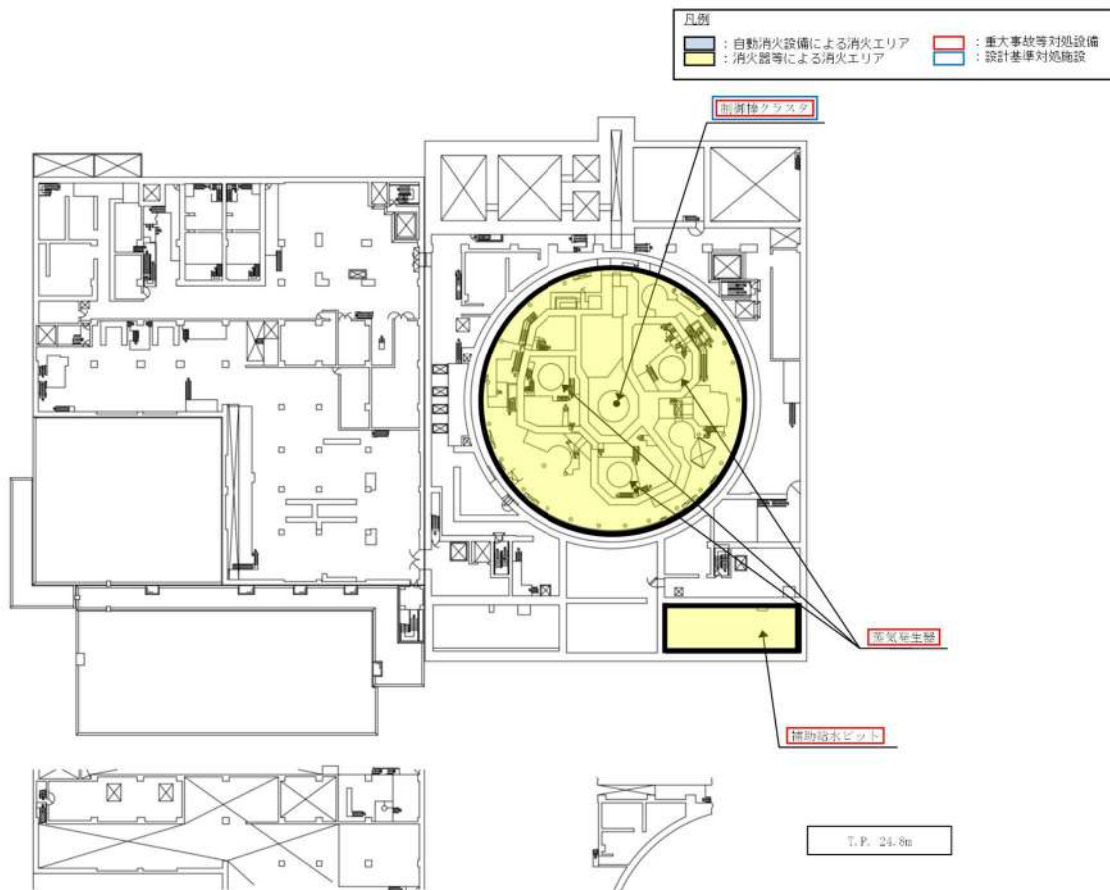 凡例
：自動消火設備による消火エリア
：重大事故等対処設備
：消火器等による消火エリア
：設計基準対処施設
制御棒クラスタ
蒸気発生器
補助給水ピット
T.P. 24.8m